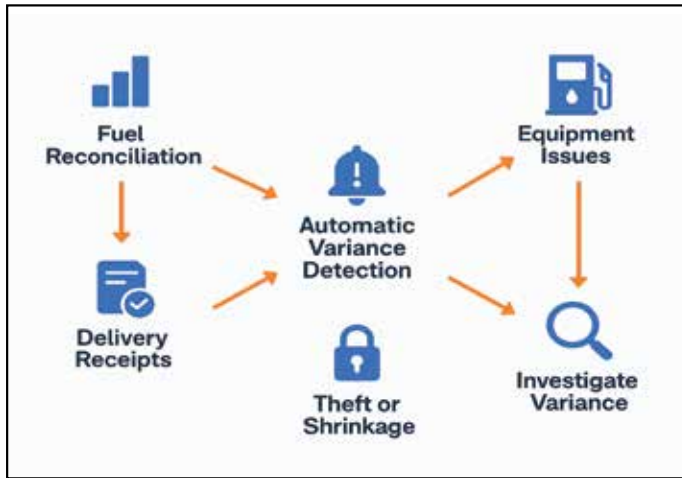 Fuel
Reconciliation
Delivery
Receipts
Automatic
Variance
Detection
Theft or
Shrinkage
Equipment
Issues
Investigate
Variance